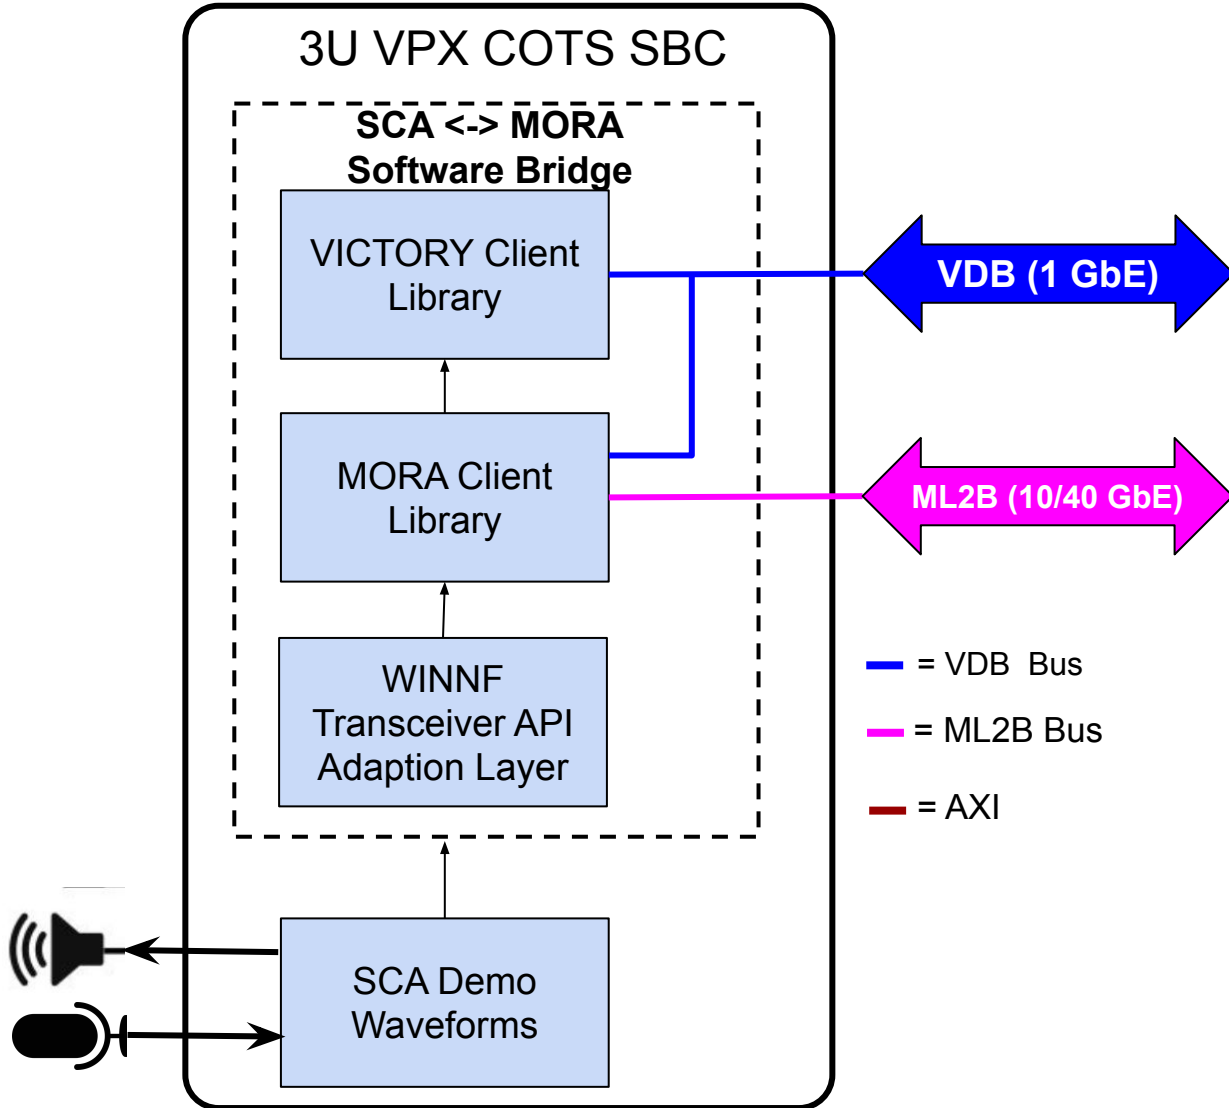 3U VPX COTS SBC
SCA <-> MORA
Software Bridge
VICTORY Client
Library
VDB (1 GbE)
MORA Client
Library
ML2B (10/40 GbE)
WINNF
Transceiver API
Adaption Layer
= VDB Bus
= ML2B Bus
= AXI
SCA Demo
Waveforms